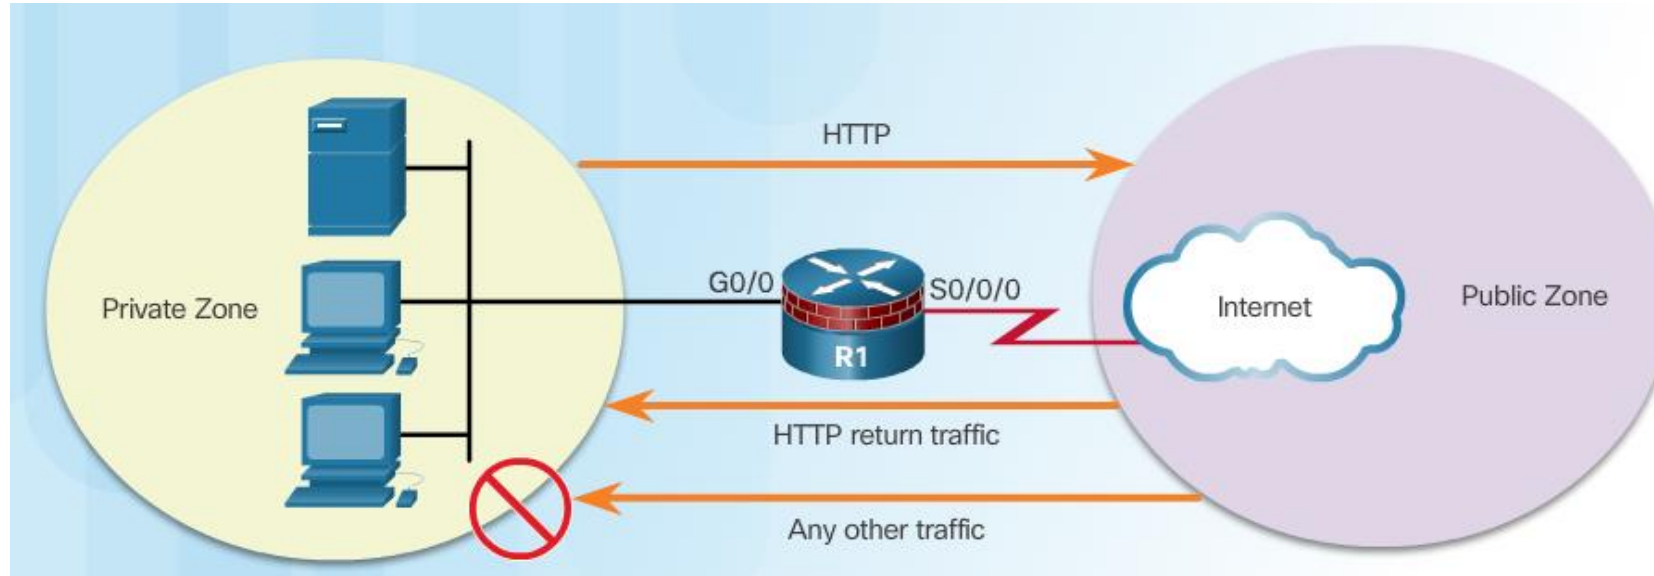 HTTP
G0/0
S0/0/0
Private Zone
R1
Internet
Public Zone
HTTP return traffic
Any other traffic